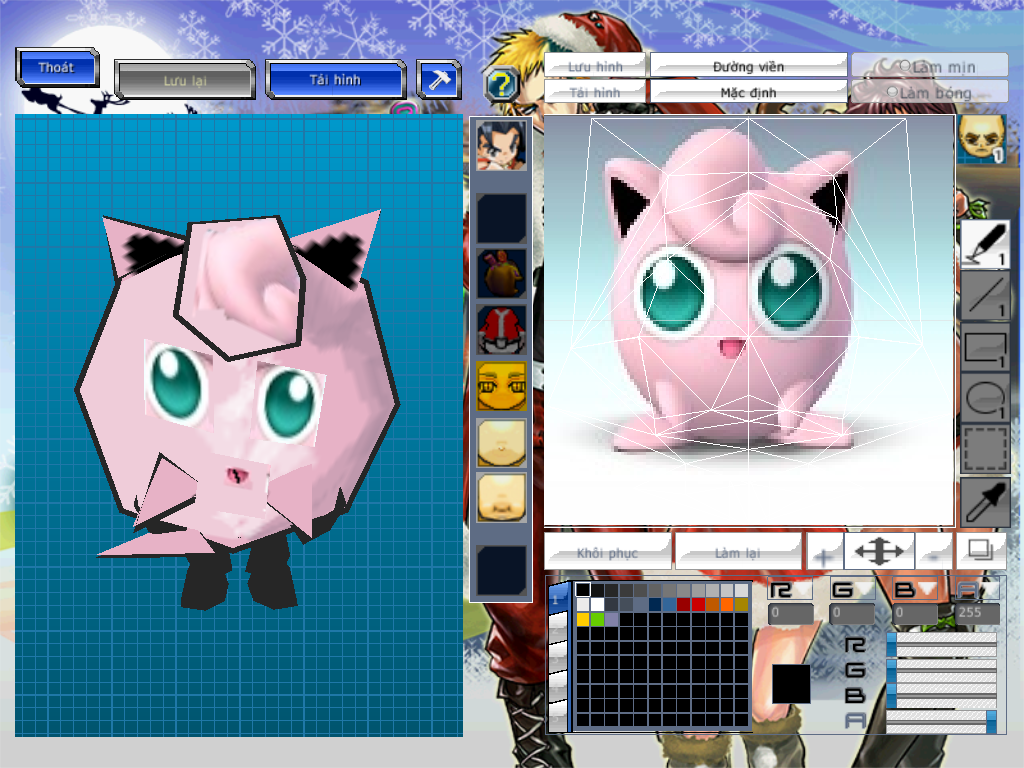 Thoát
Lưu lại
Tải hình
?
Lưu hình
Đường viền
Làm mịn
Tải hình
Mặc định
Làm bóng
1
1
1
1
1
Khôi phục
Làm lại
+
-
1
R G B A
0 0 0 255
R
G
B
A